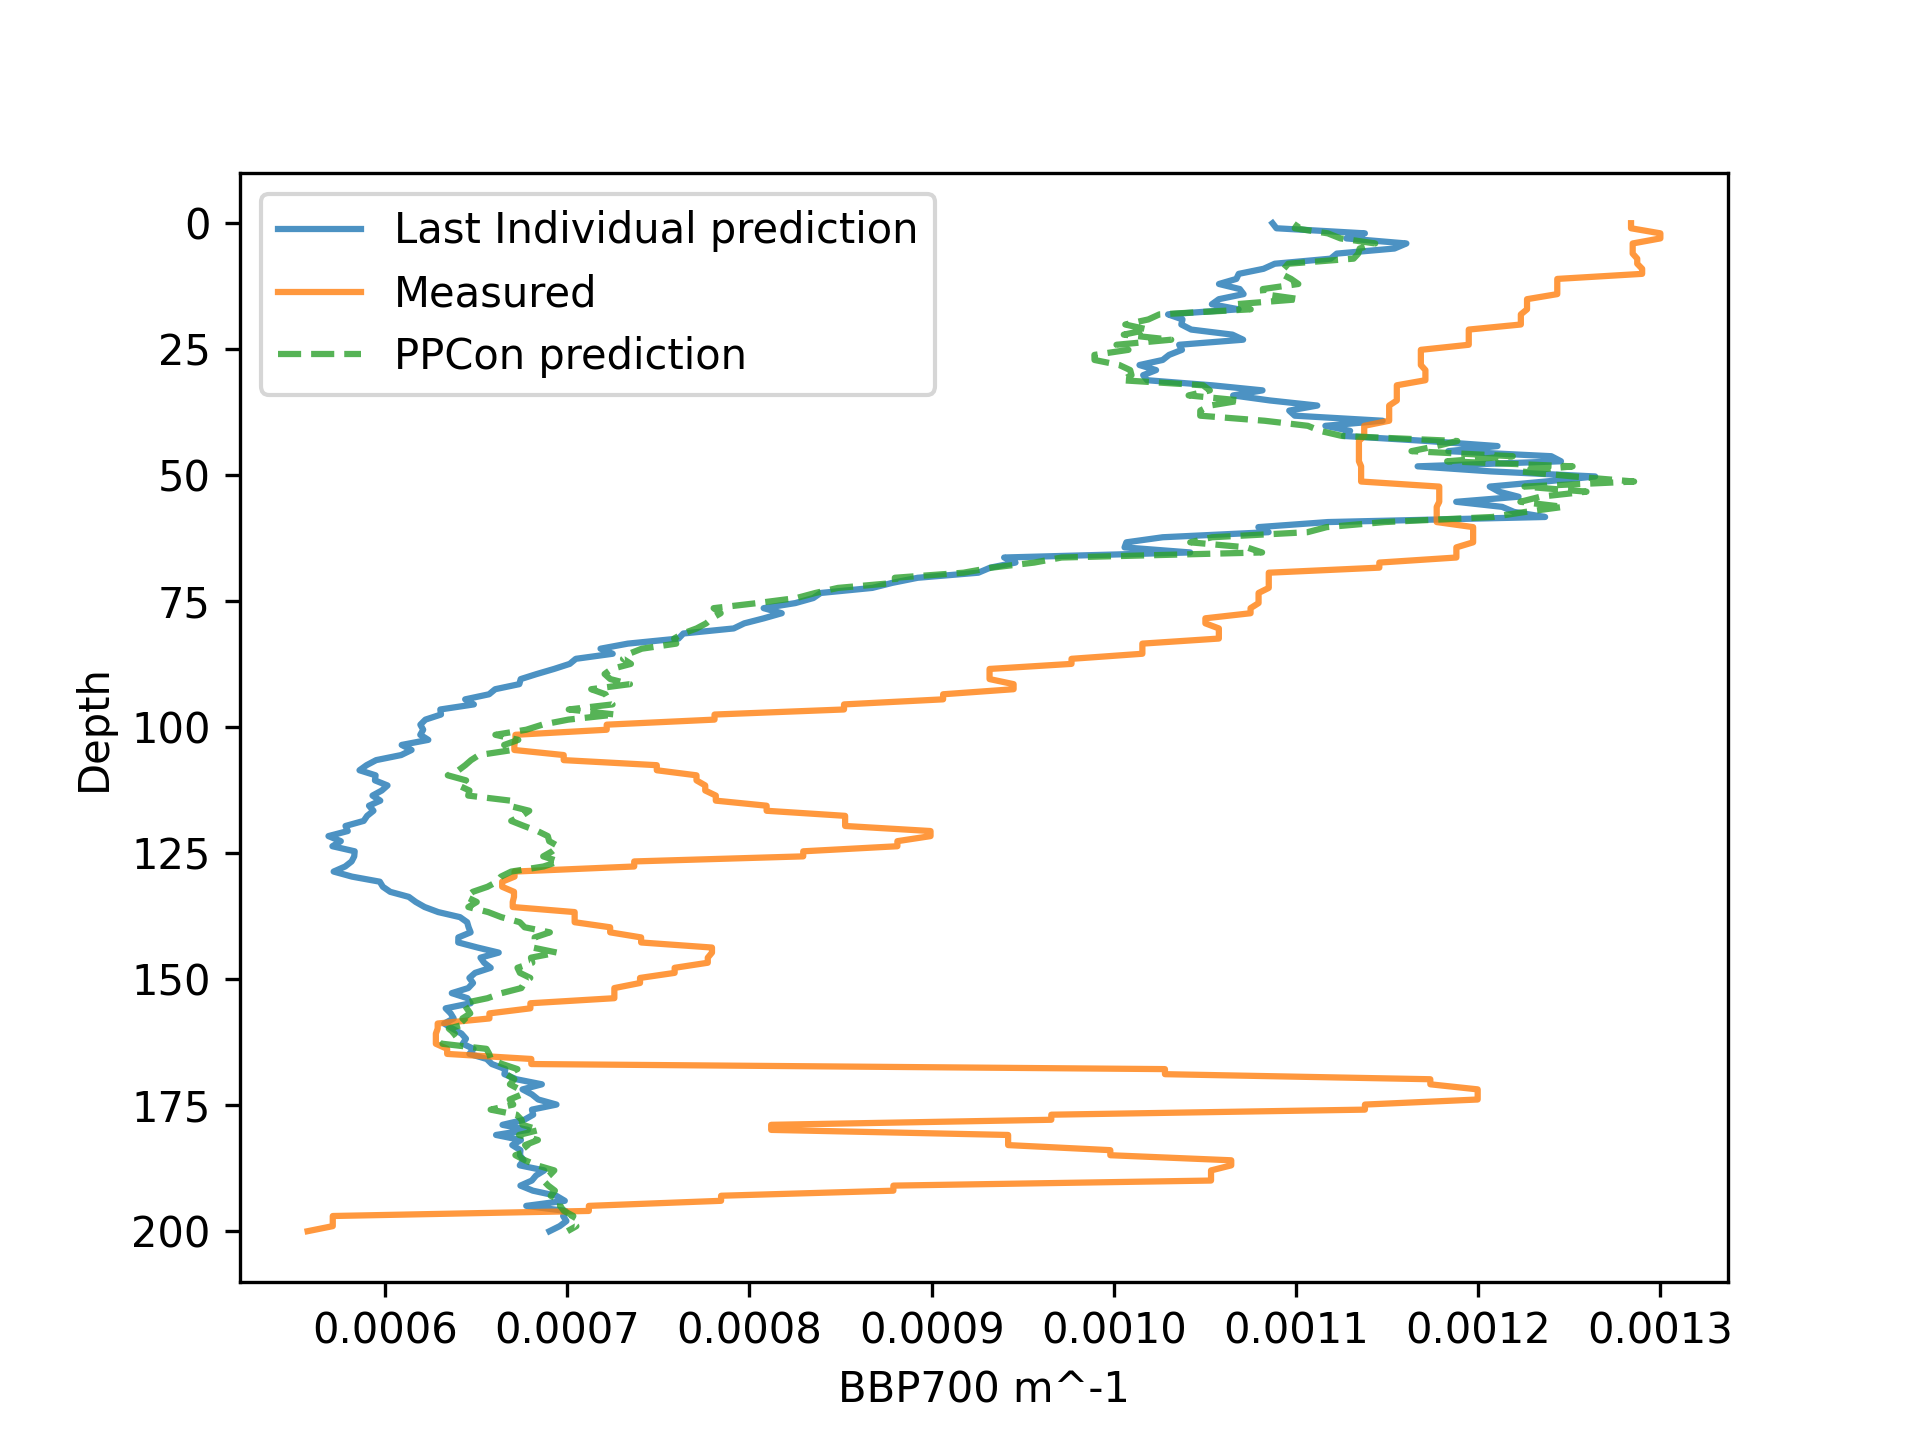 Last Individual prediction
Measured
PPCon prediction
0
25
50
75
100
125
150
175
200
Depth
0.0006 0.0007 0.0008 0.0009 0.0010 0.0011 0.0012 0.0013
BBP700 m^-1